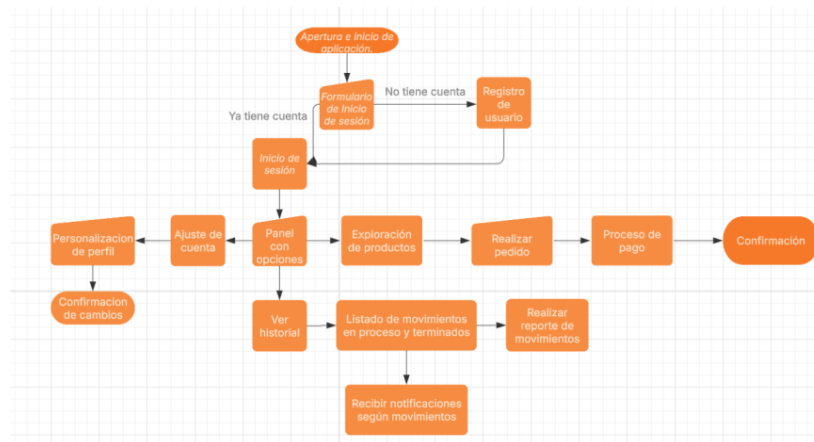 Apertura e inicio de
aplicación.
Formulario
de Inicio
de sesión
No tiene cuenta
Registro
de
usuario
Ya tiene cuenta
Inicio de
sesión
Personalizacion
de perfil
Ajuste de
cuenta
Panel
con
opciones
Exploración
de productos
Realizar
pedido
Proceso de
pago
Confirmación
Confirmacion
de cambios
Ver
historial
Listado de movimientos
en proceso y terminados
Realizar
reporte de
movimientos
Recibir notificaciones
según movimientos